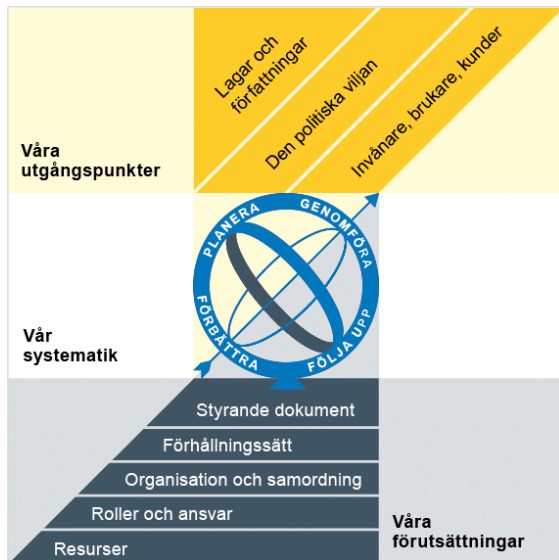 Lagar och
författningar
Den politiska viljan
Invånare, brukare, kunder
Våra
utgångspunkter
PLANERA
GENOMFÖRA
FÖRBÄTTRA
FÖLJA UPP
Vår
systematik
Styrande dokument
Förhållningssätt
Organisation och samordning
Roller och ansvar
Resurser
Våra
förutsättningar